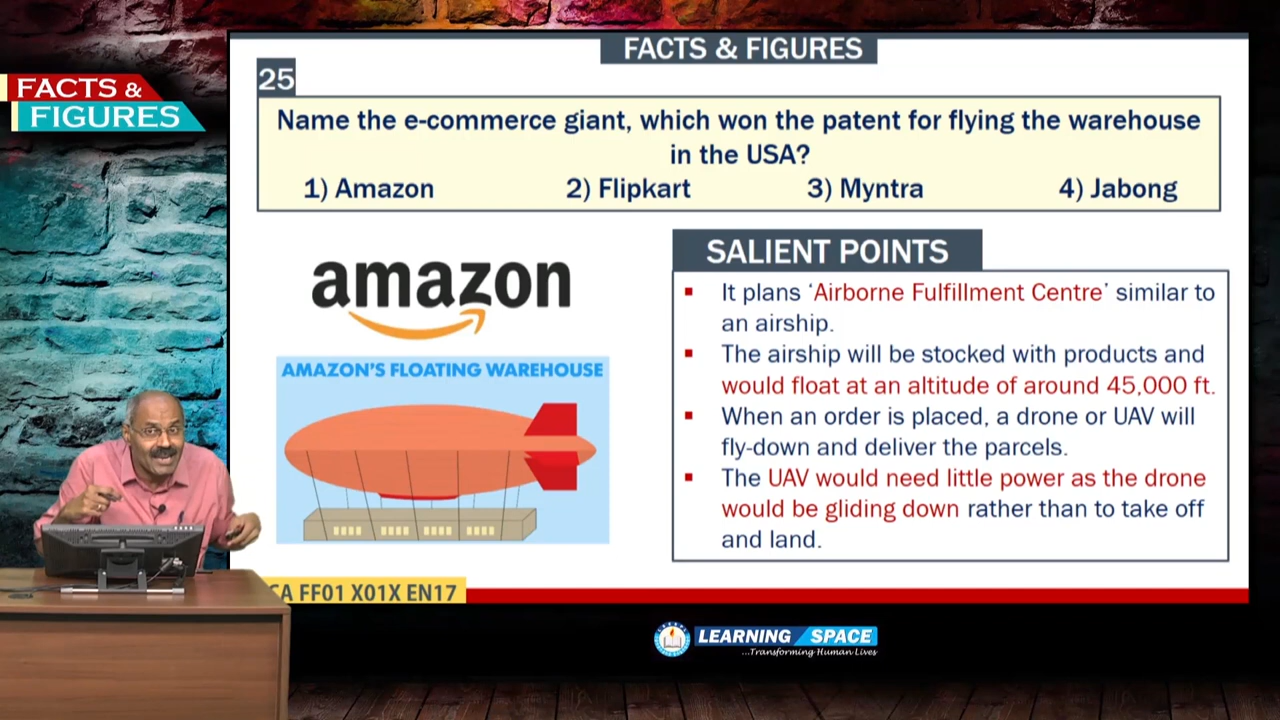 FACTS & FIGURES
25
FACTS &
FIGURES
Name the e-commerce giant, which won the patent for flying the warehouse
in the USA?
1) Amazon 2) Flipkart 3) Myntra 4) Jabong
amazon
SALIENT POINTS
AMAZON'S FLOATING WAREHOUSE
▪ It plans ‘Airborne Fulfillment Centre’ similar to
an airship.
▪ The airship will be stocked with products and
would float at an altitude of around 45,000 ft.
▪ When an order is placed, a drone or UAV will
fly-down and deliver the parcels.
▪ The UAV would need little power as the drone
would be gliding down rather than to take off
and land.
A FF01 X01X EN17
LEARNING SPACE
...Transforming Human Lives